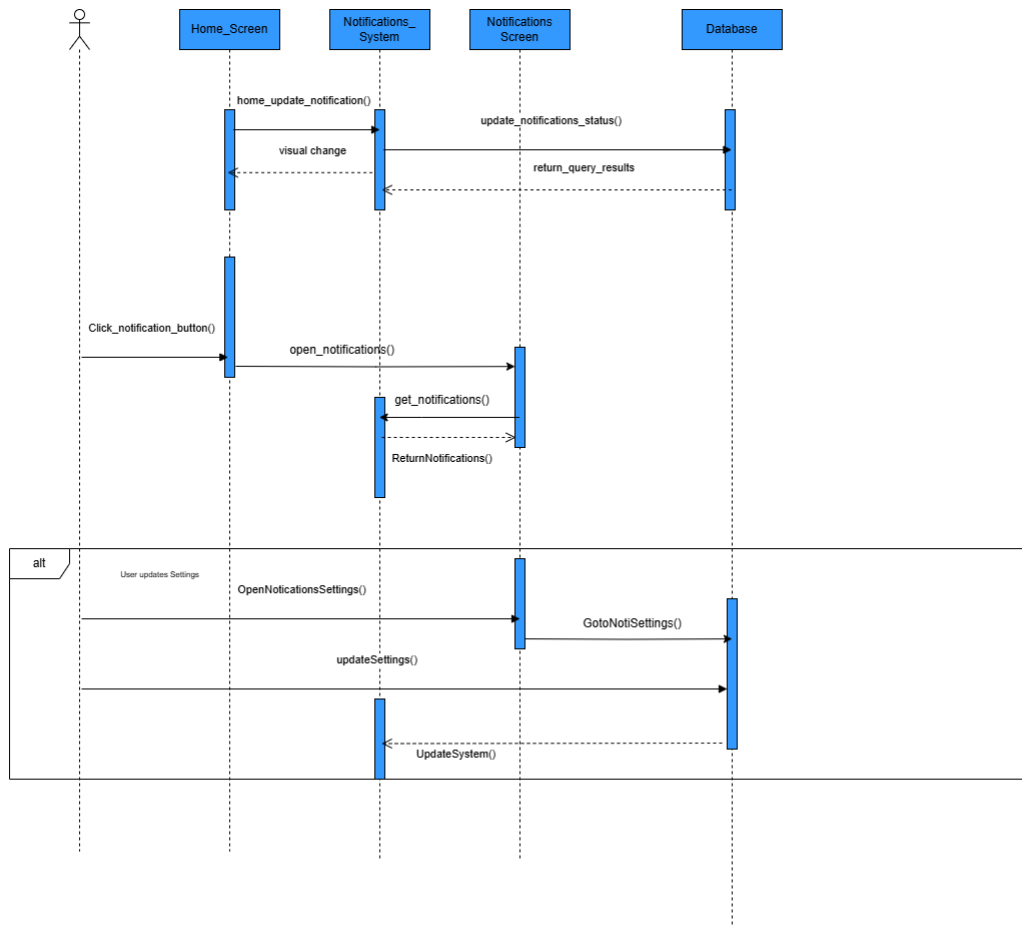 Home_Screen
Notifications_
System
Notifications
Screen
Database
home_update_notification()
update_notifications_status()
visual change
return_query_results
Click_notification_button()
open_notifications()
get_notifications()
ReturnNotifications()
alt
User updates Settings
OpenNoticationsSettings()
GotoNotiSettings()
updateSettings()
UpdateSystem()